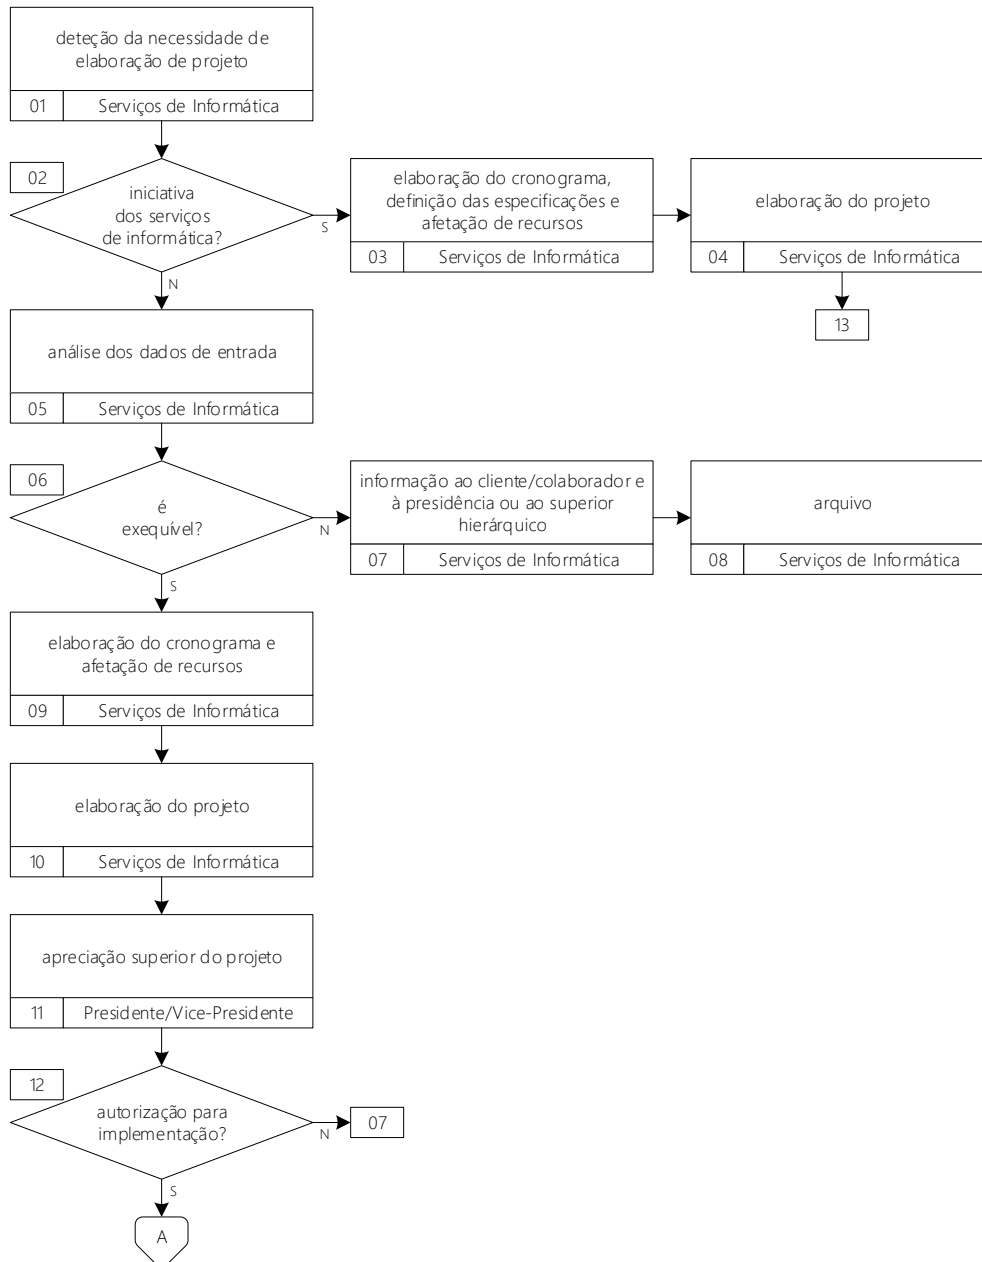 deteção da necessidade de
elaboração de projeto
01
Serviços de Informática
02
iniciativa
dos serviços
de informática?
S
N
elaboração do cronograma,
definição das especificações e
afetação de recursos
03
Serviços de Informática
elaboração do projeto
04
Serviços de Informática
13
análise dos dados de entrada
05
Serviços de Informática
06
é
exequível?
N
S
informação ao cliente/colaborador e
à presidência ou ao superior
hierárquico
07
Serviços de Informática
arquivo
08
Serviços de Informática
elaboração do cronograma e
afetação de recursos
09
Serviços de Informática
elaboração do projeto
10
Serviços de Informática
apreciação superior do projeto
11
Presidente/Vice-Presidente
12
autorização para
implementação?
N
07
S
A